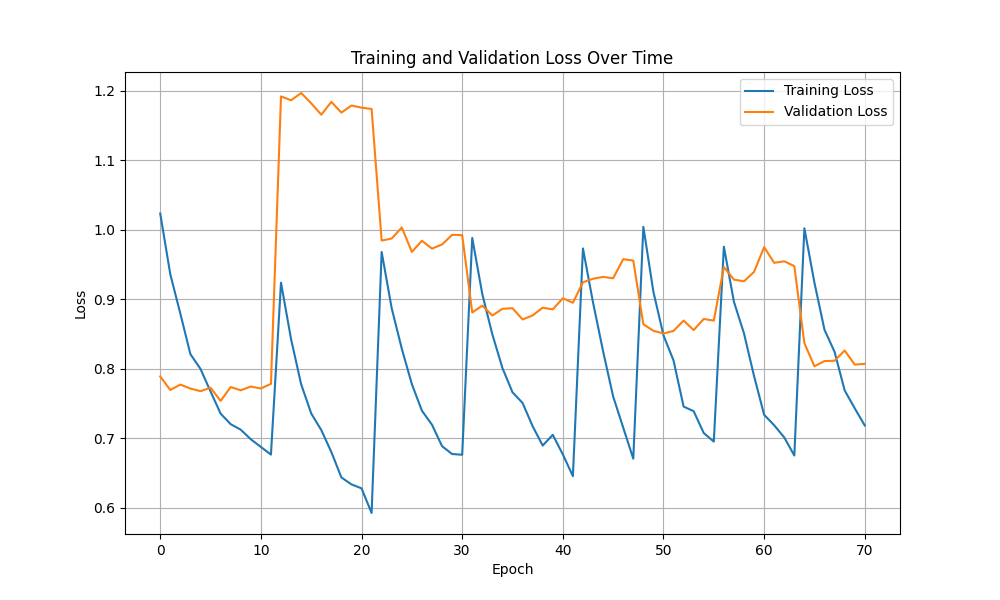 Training and Validation Loss Over Time
Training Loss
Validation Loss
Loss
1.2
1.1
1.0
0.9
0.8
0.7
0.6
0 10 20 30 40 50 60 70
Epoch